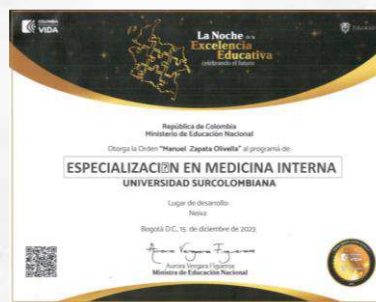 COLOMBIA
VIDA
La Noche de la
Excelencia
Educativa
celebrando el futuro
Educación
República de Colombia
Ministerio de Educación Nacional
Otorga la Orden "Manuel Zapata Olivella" al programa de:
ESPECIALIZACI⍰N EN MEDICINA INTERNA
UNIVERSIDAD SURCOLOMBIANA
Lugar de desarrollo:
Neiva
Bogotá D.C., 15, de diciembre de 2023
Aurora Vergara Figueroa
Ministra de Educación Nacional